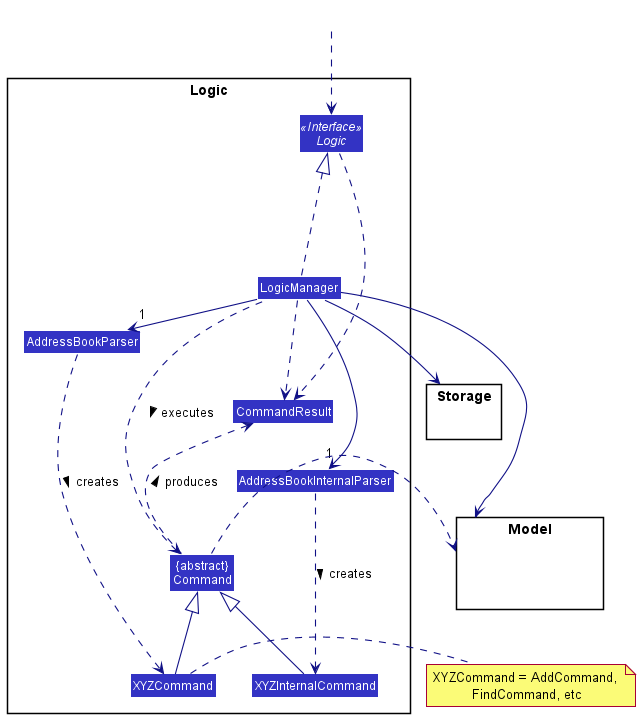 Logic
«Interface»
Logic
LogicManager
1
AddressBookParser
Storage
CommandResult
executes
1
AddressBookInternalParser
creates
produces
Model
{abstract}
Command
creates
XYZCommand
XYZInternalCommand
XYZCommand = AddCommand,
FindCommand, etc